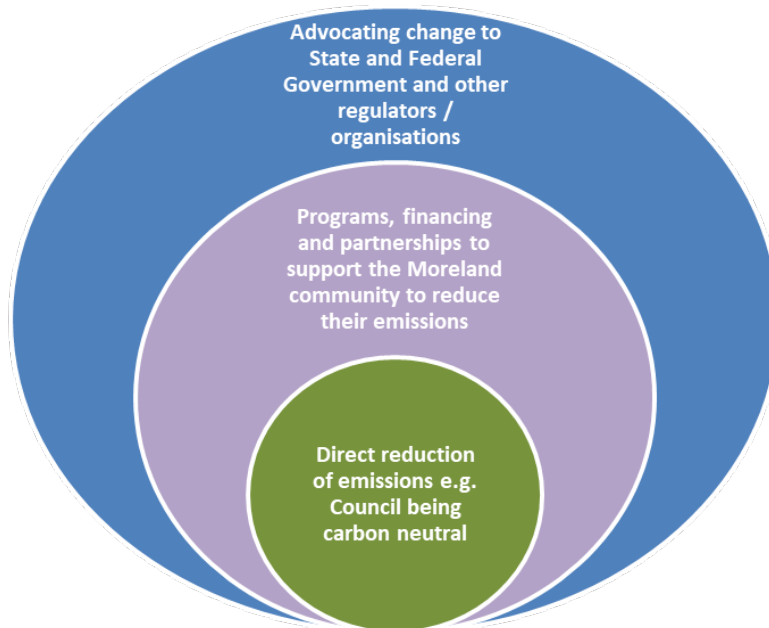 Advocating change to
State and Federal
Government and other
regulators /
organisations
Programs, financing
and partnerships to
support the Moreland
community to reduce
their emissions
Direct reduction
of emissions e.g.
Council being
carbon neutral